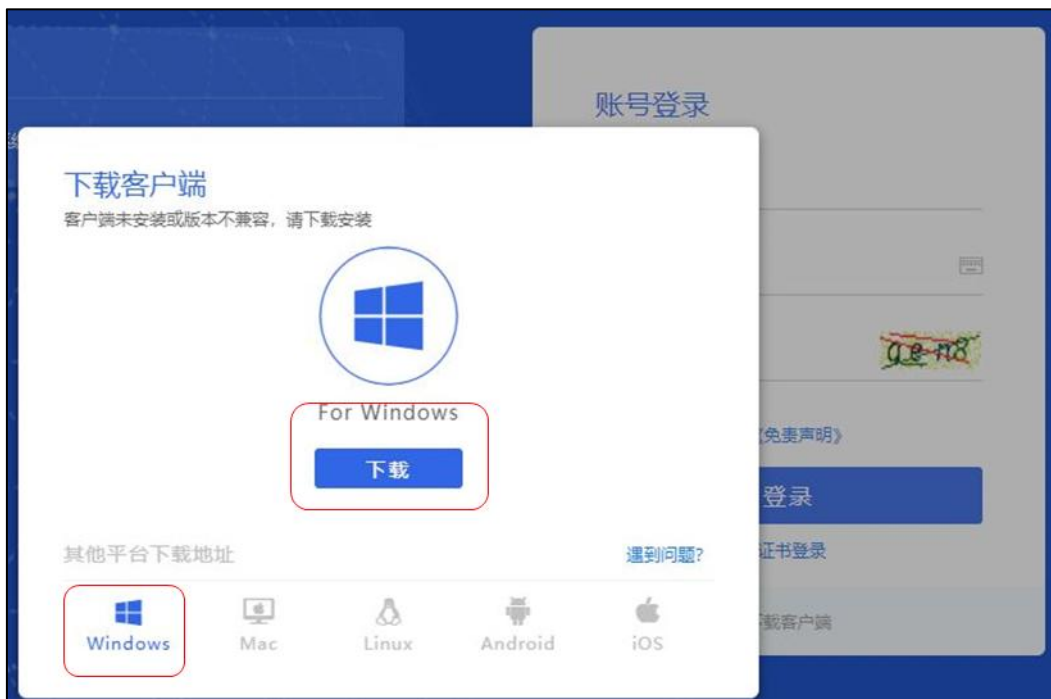 账号登录
下载客户端
客户端未安装或版本不兼容，请下载安装
gen8
For Windows
下载
免责声明》
登录
其他平台下载地址
遇到问题?
证书登录
Windows
Mac
Linux
Android
iOS
载客户端